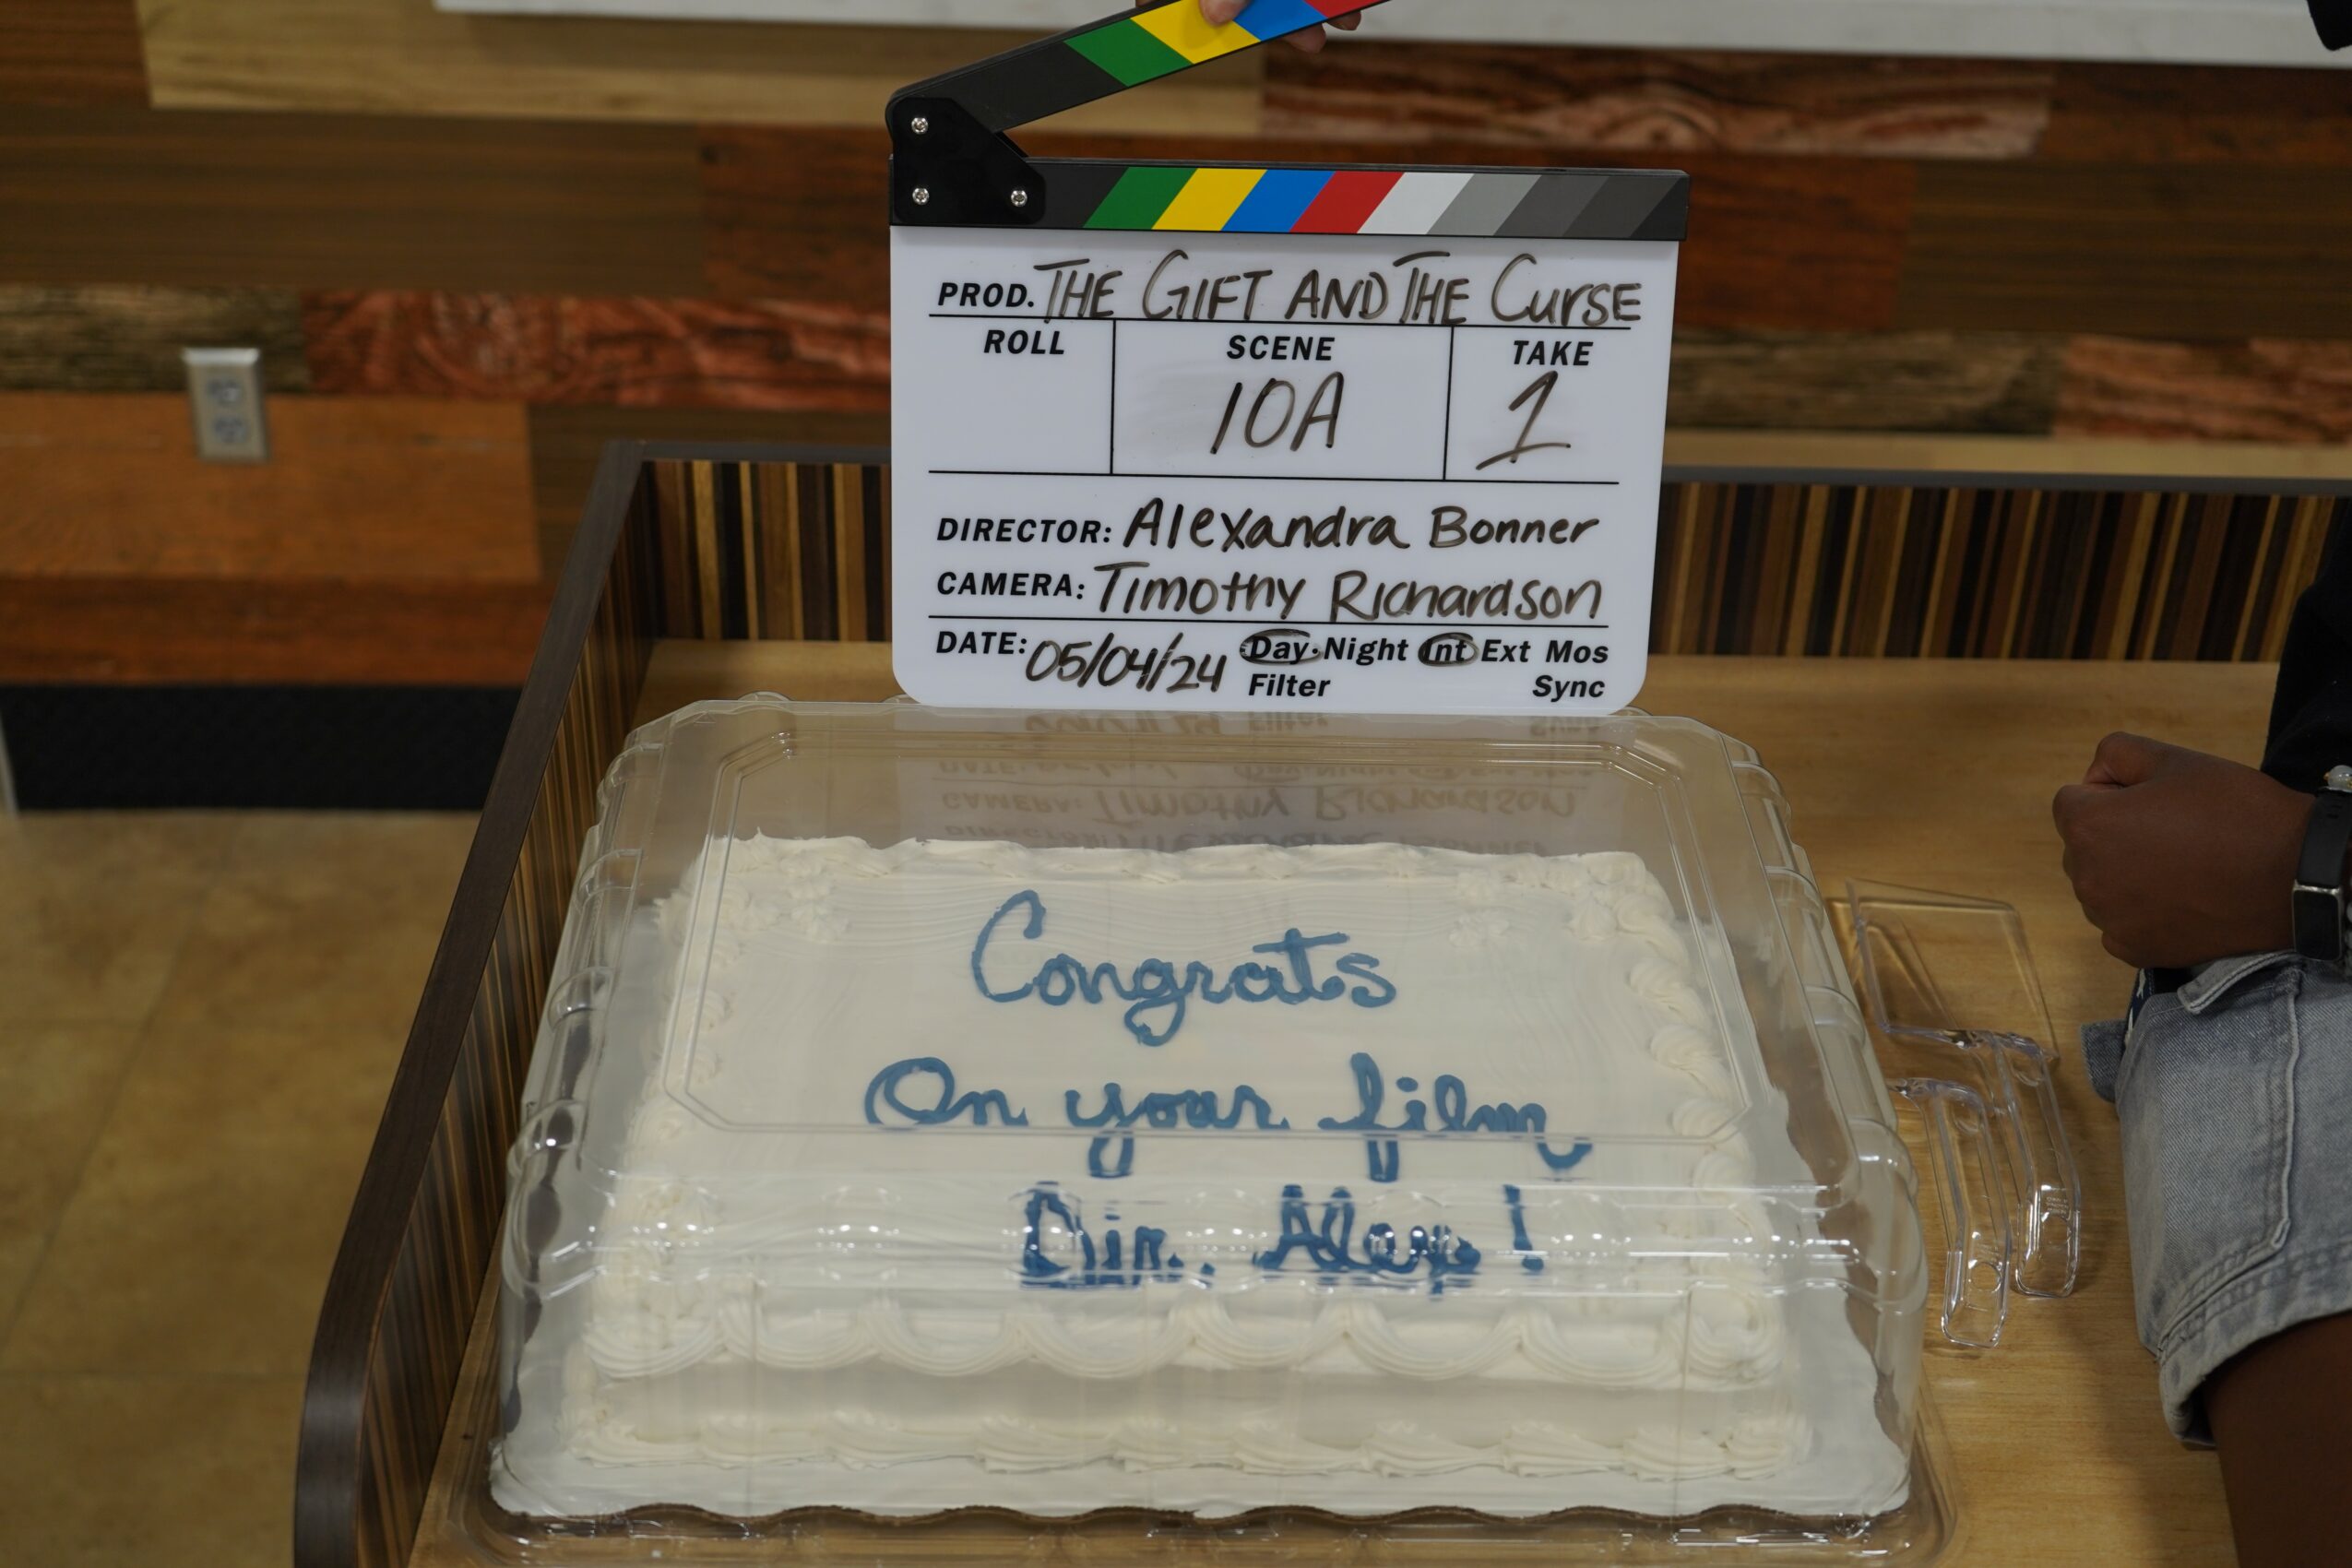 PROD. THE GIFT AND THE CURSE
ROLL SCENE TAKE
10A 1
DIRECTOR: Alexandra Bonner
CAMERA: Timothy Richardson
DATE: 05/04/24 Day Night Int Ext Mos
Filter Sync
Congrats
On your film
Dir. Alex!